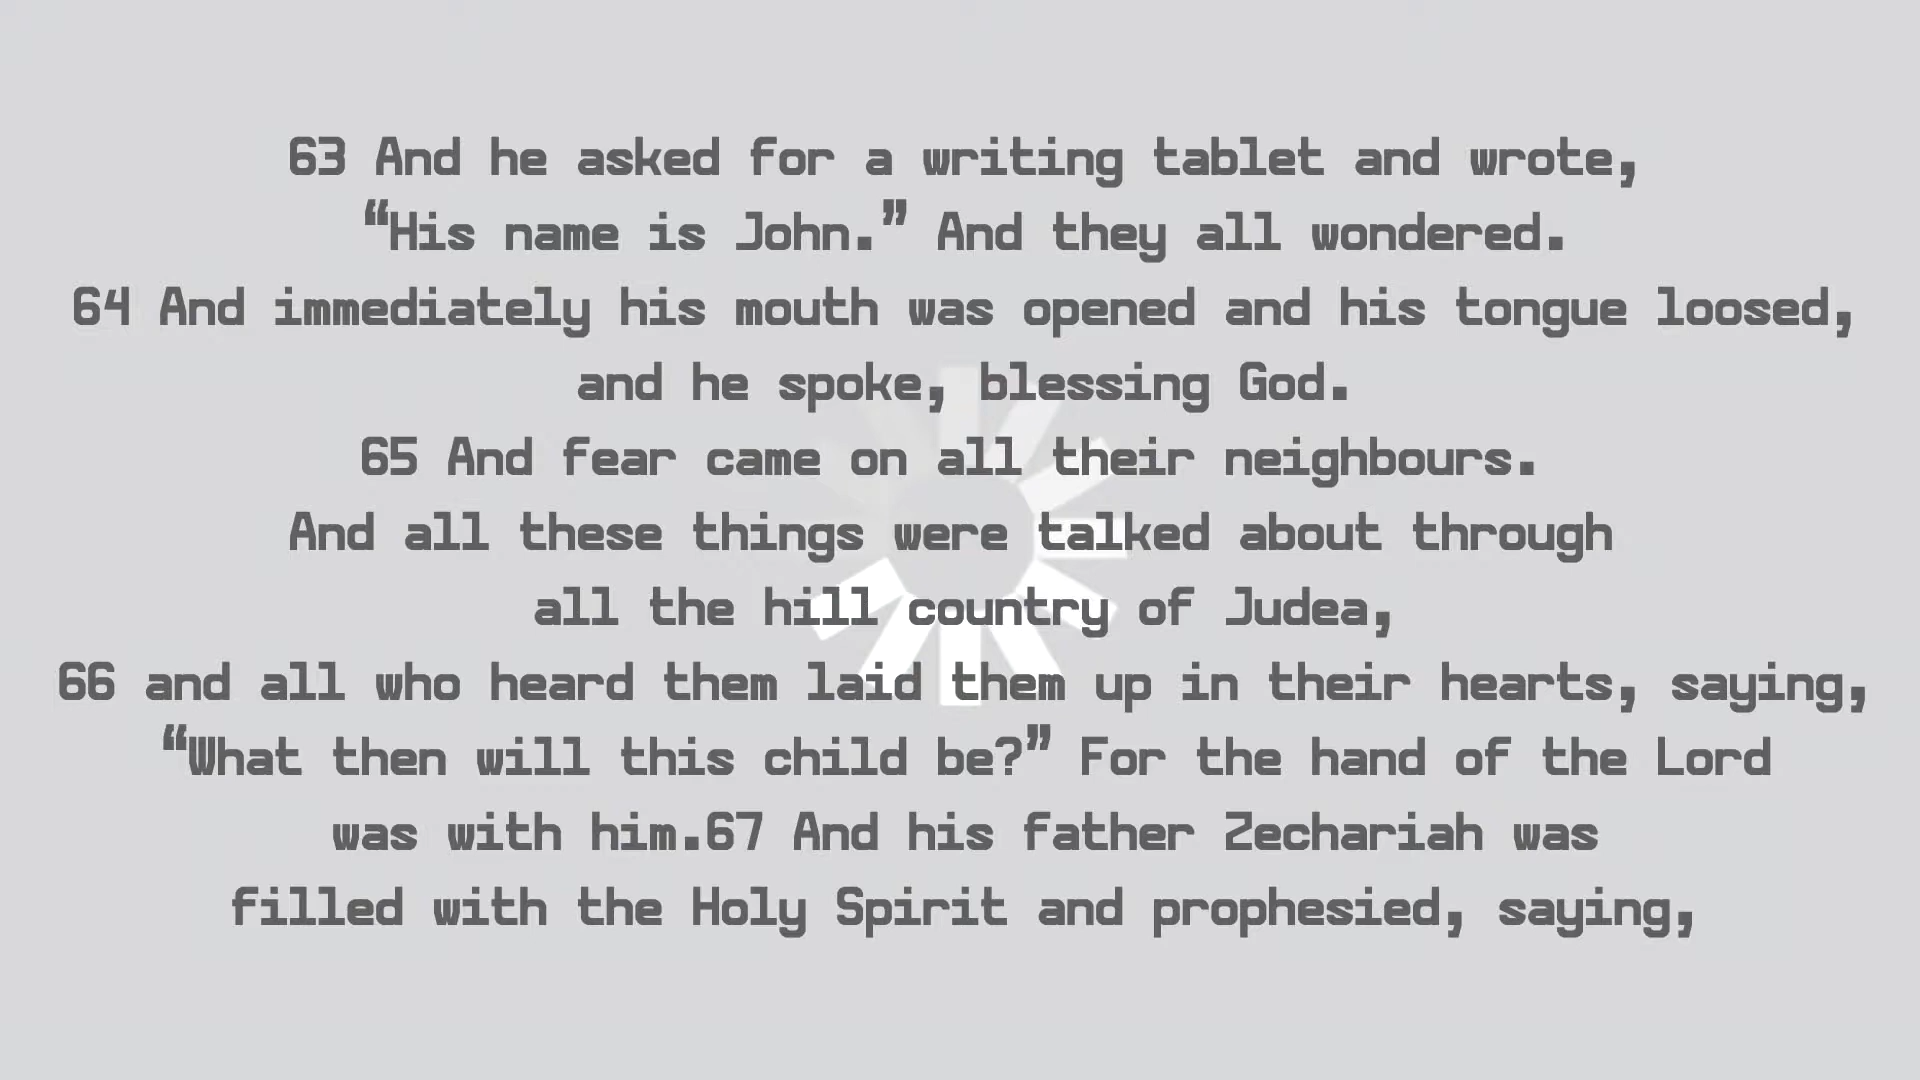 63 And he asked for a writing tablet and wrote,
“His name is John.” And they all wondered.
64 And immediately his mouth was opened and his tongue loosed,
and he spoke, blessing God.
65 And fear came on all their neighbours.
And all these things were talked about through
all the hill country of Judea,
66 and all who heard them laid them up in their hearts, saying,
“What then will this child be?” For the hand of the Lord
was with him.67 And his father Zechariah was
filled with the Holy Spirit and prophesied, saying,